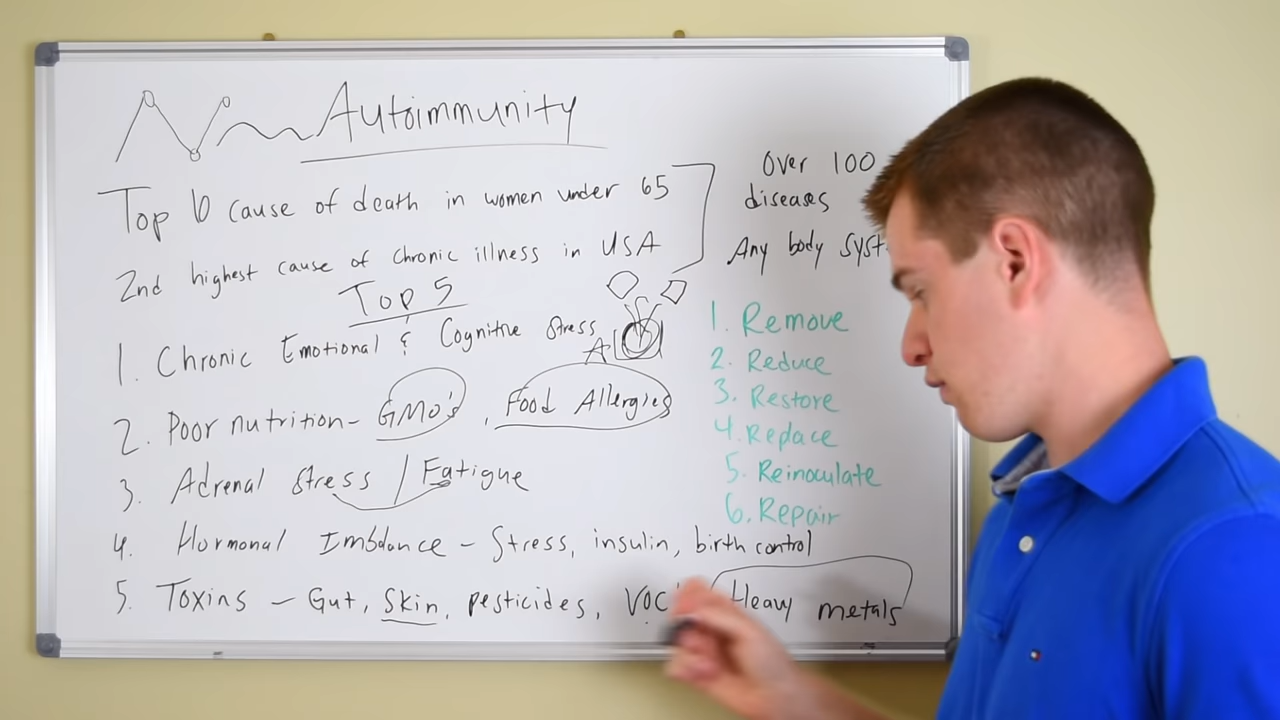 Autoimmunity
Top 10 cause of death in women under 65
2nd highest cause of chronic illness in USA
Over 100
diseases
Any body syst
Top 5
1. Chronic Emotional & Cognitive Stress
A
2. Poor nutrition- GMO's, Food Allergies
3. Adrenal Stress / Fatigue
4. Hormonal Imbalance - Stress, insulin, birth control
5. Toxins - Gut, Skin, pesticides, VOC's Heavy metals
1. Remove
2. Reduce
3. Restore
4. Replace
5. Reinoculate
6. Repair